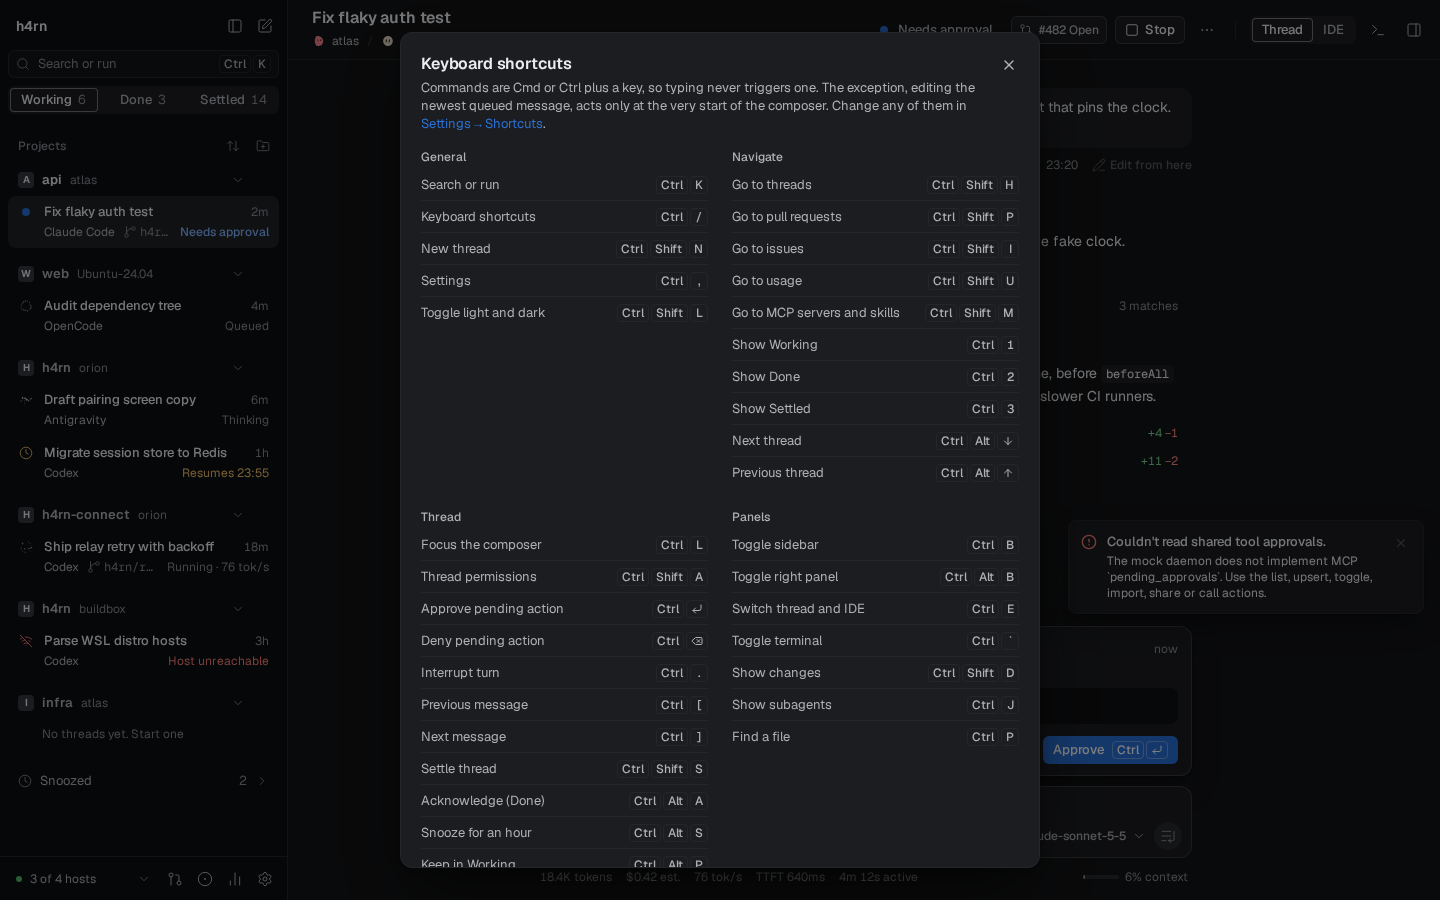 h4rn
Search or run Ctrl K
Working 6 Done 3 Settled 14
Projects
A api atlas
Fix flaky auth test 2m
Claude Code h4r... Needs approval
W web Ubuntu-24.04
Audit dependency tree 4m
OpenCode Queued
H h4rn orion
Draft pairing screen copy 6m
Antigravity Thinking
Migrate session store to Redis 1h
Codex Resumes 23:55
H h4rn-connect orion
Ship relay retry with backoff 18m
Codex h4rn/r... Running · 76 tok/s
H h4rn buildbox
Parse WSL distro hosts 3h
Codex Host unreachable
I infra atlas
No threads yet. Start one
Snoozed 2
3 of 4 hosts
Fix flaky auth test
atlas /
Needs approval #482 Open Stop ... Thread IDE
Keyboard shortcuts
Commands are Cmd or Ctrl plus a key, so typing never triggers one. The exception, editing the
newest queued message, acts only at the very start of the composer. Change any of them in
Settings→Shortcuts.
General
Search or run Ctrl K
Keyboard shortcuts Ctrl /
New thread Ctrl Shift N
Settings Ctrl ,
Toggle light and dark Ctrl Shift L
Navigate
Go to threads Ctrl Shift H
Go to pull requests Ctrl Shift P
Go to issues Ctrl Shift I
Go to usage Ctrl Shift U
Go to MCP servers and skills Ctrl Shift M
Show Working Ctrl 1
Show Done Ctrl 2
Show Settled Ctrl 3
Next thread Ctrl Alt ↓
Previous thread Ctrl Alt ↑
Thread
Focus the composer Ctrl L
Thread permissions Ctrl Shift A
Approve pending action Ctrl ↵
Deny pending action Ctrl ⌫
Interrupt turn Ctrl .
Previous message Ctrl [
Next message Ctrl ]
Settle thread Ctrl Shift S
Acknowledge (Done) Ctrl Alt A
Snooze for an hour Ctrl Alt S
Keep in Working Ctrl Alt P
Panels
Toggle sidebar Ctrl B
Toggle right panel Ctrl Alt B
Switch thread and IDE Ctrl E
Toggle terminal Ctrl `
Show changes Ctrl Shift D
Show subagents Ctrl J
Find a file Ctrl P
t that pins the clock.
23:20 Edit from here
e fake clock.
3 matches
e, before beforeAll
slower CI runners.
+4 −1
+11 −2
Couldn't read shared tool approvals.
The mock daemon does not implement MCP
`pending_approvals`. Use the list, upsert, toggle,
import, share or call actions.
now
Approve Ctrl ↵
ude-sonnet-5-5
18.4K tokens $0.42 est. 76 tok/s TTFT 640ms 4m 12s active 6% context